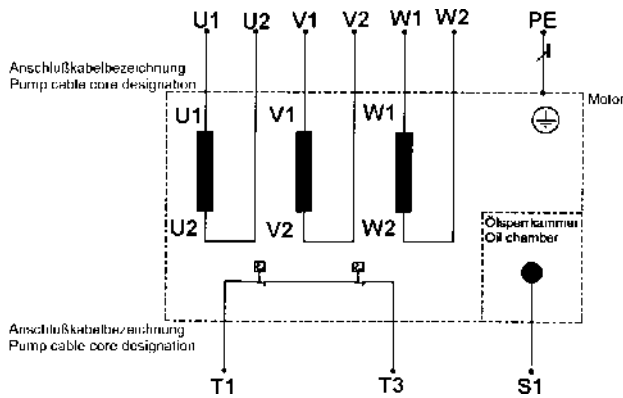 U1 U2 V1 V2 W1 W2 PE
Anschlußkabelbezeichnung
Pump cable core designation
Motor
U1 V1 W1
U2 V2 W2
Ölsperrkammer
Oil chamber
Anschlußkabelbezeichnung
Pump cable core designation
T1 T3 S1